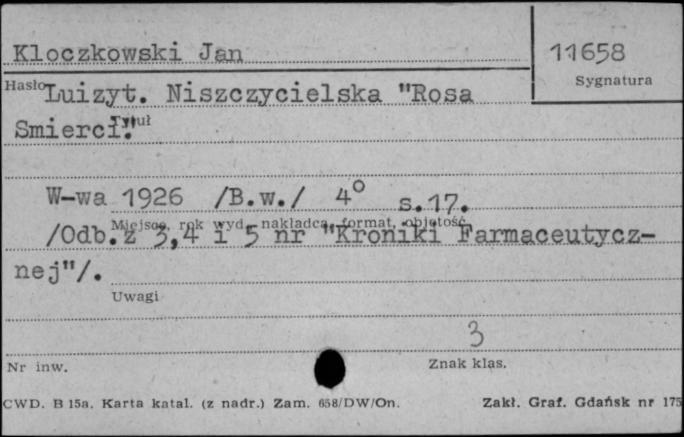 Kloczkowski Jan
11658
Hasło
Sygnatura
Luizyt. Niszczycielska "Rosa
Tytuł
Smierci."
W-wa 1926 /B.w./ 4° s.17.
Miejsce, rok wyd., nakładca, format, objętość
/Odb. z 3,4 i 5 nr "Kroniki Farmaceutycz-
nej"/.
Uwagi
3
Nr inw.
Znak klas.
CWD. B 15a. Karta katal. (z nadr.) Zam. 658/DW/On.
Zakł. Graf. Gdańsk nr 175